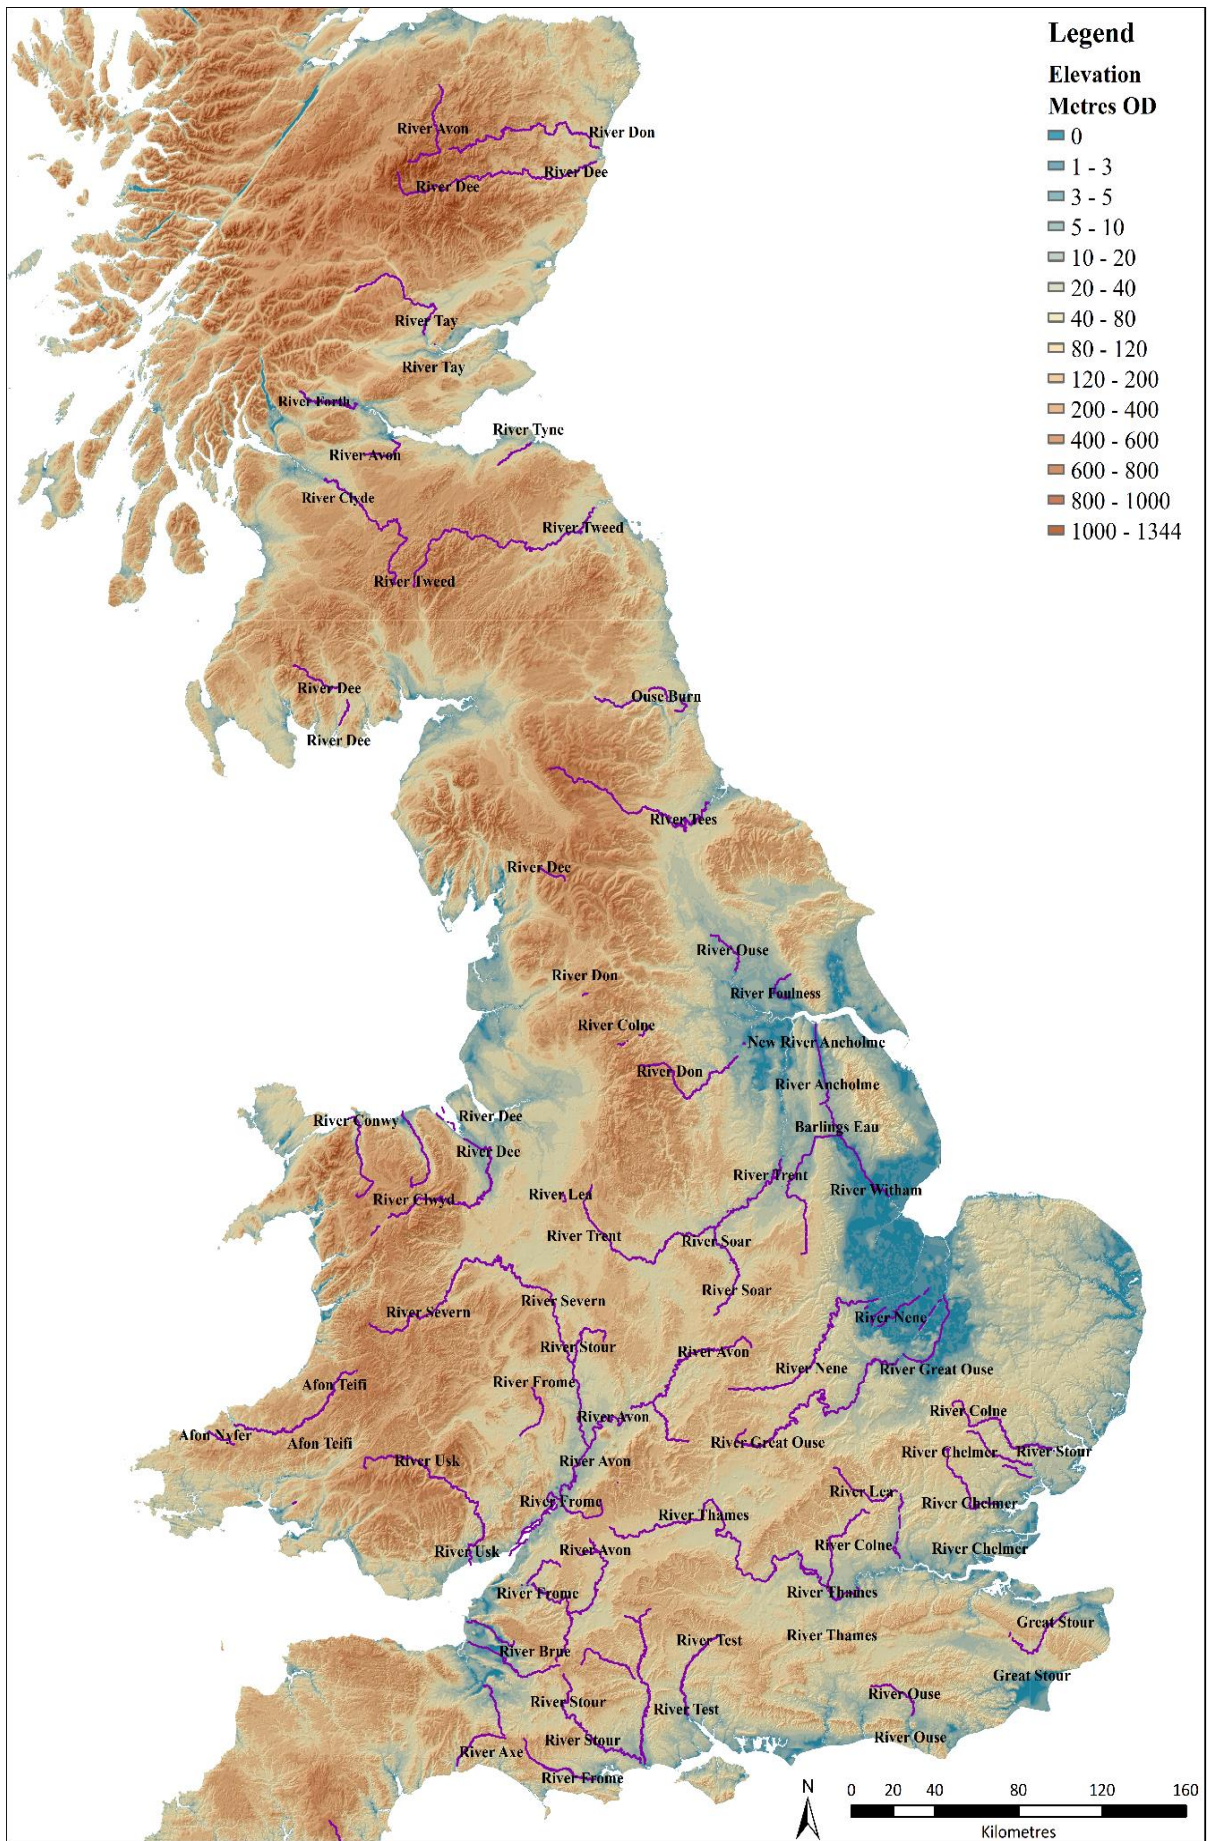 Legend
Elevation
Metres OD
0
1 - 3
3 - 5
5 - 10
10 - 20
20 - 40
40 - 80
80 - 120
120 - 200
200 - 400
400 - 600
600 - 800
800 - 1000
1000 - 1344
River Avon
River Don
River Dee
River Dee
River Tay
River Tay
River Forth
River Tyne
River Avon
River Clyde
River Tweed
River Tweed
River Dee
Ouse Burn
River Dee
River Tees
River Dee
River Ouse
River Don
River Foulness
River Colne
New River Ancholme
River Don
River Ancholme
River Dee
River Conwy
Barlings Eau
River Dee
River Trent
River Witham
River Lea
River Clwyd
River Trent
River Soar
River Soar
River Severn
River Severn
River Nene
River Stour
River Avon
River Nene
River Great Ouse
River Frome
Afon Teifi
River Colne
River Avon
Afon Nyfer
Afon Teifi
River Great Ouse
River Chelmer
River Stour
River Usk
River Avon
River Lea
River Frome
River Chelmer
River Thames
River Colne
River Chelmer
River Usk
River Avon
River Frome
River Thames
Great Stour
River Thames
River Test
River Brue
Great Stour
River Ouse
River Stour
River Test
River Ouse
River Stour
River Axe
River Frome
N
0 20 40 80 120 160
Kilometres